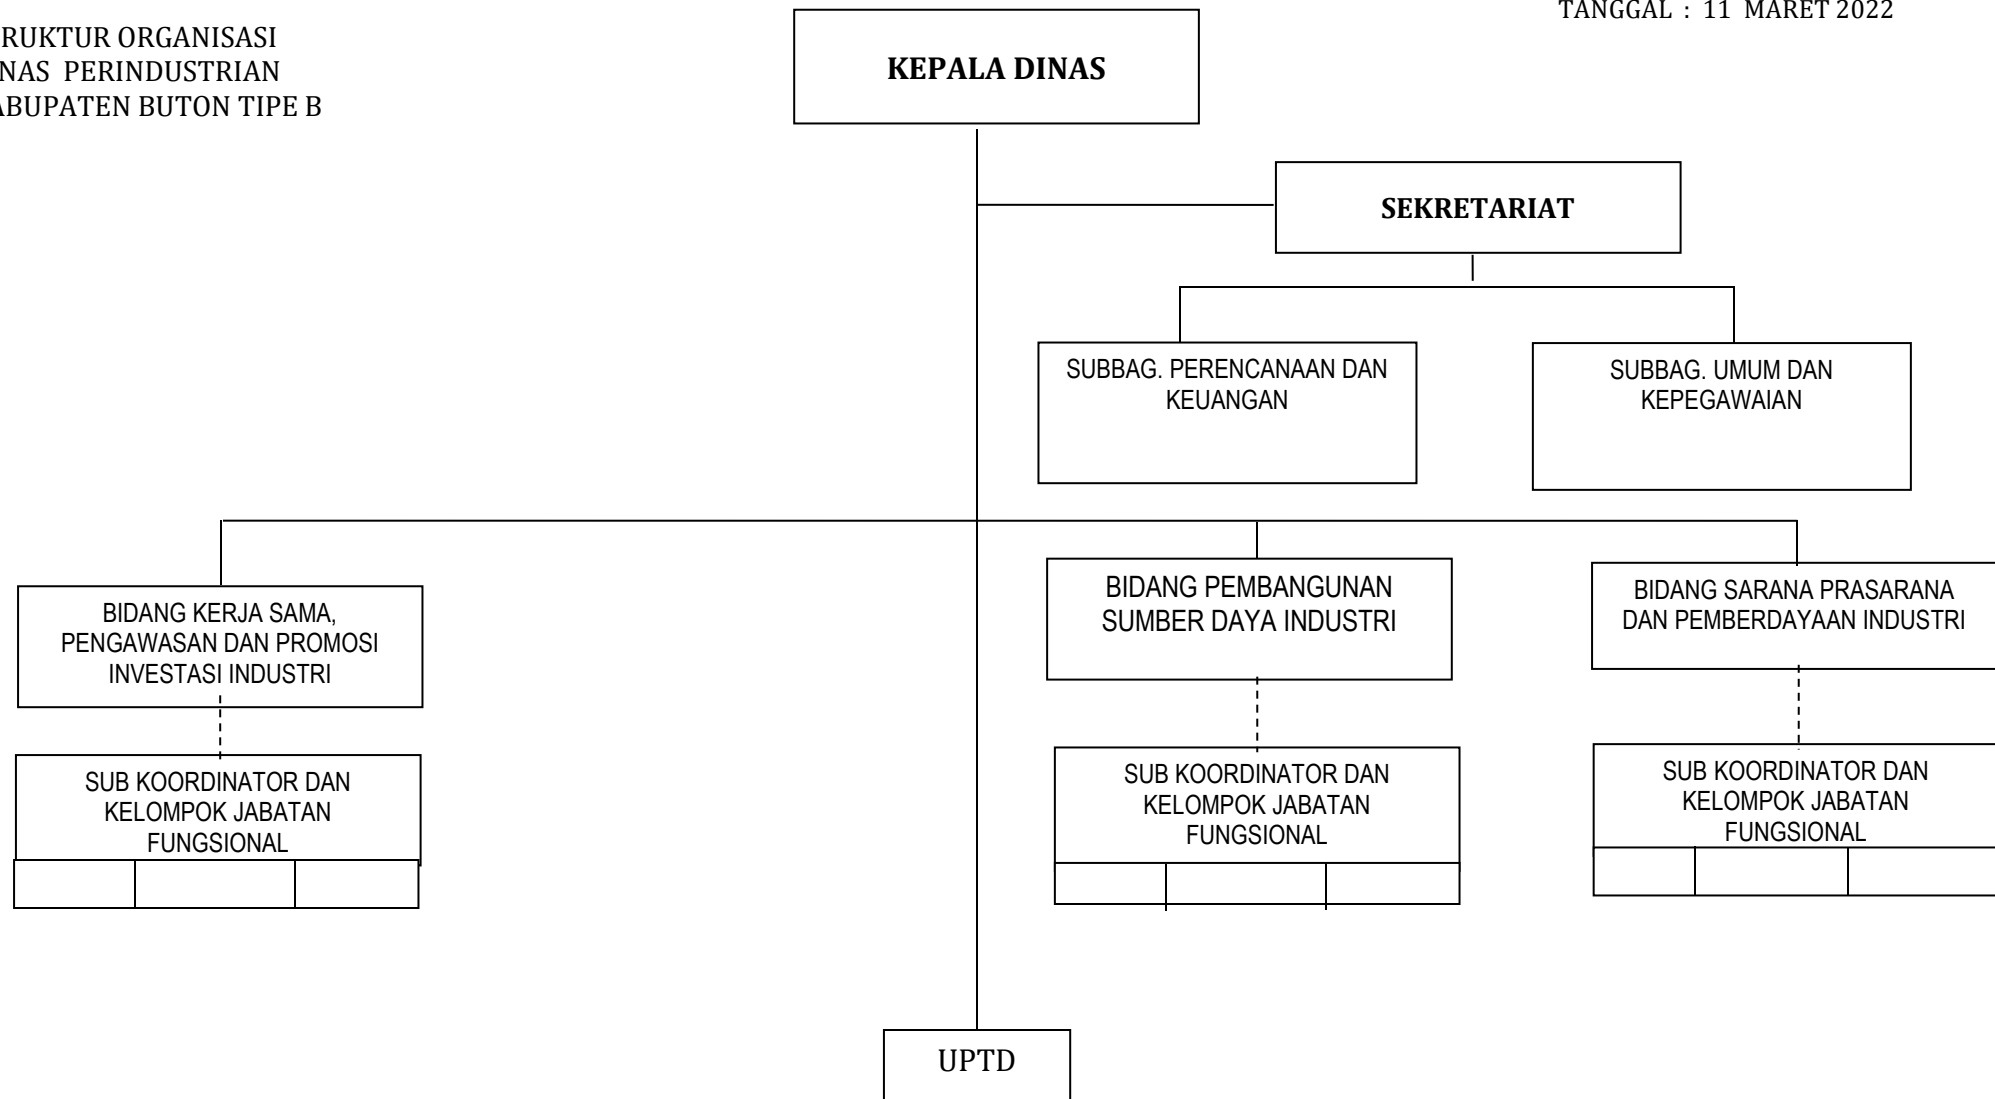 TANGGAL : 11 MARET 2022
RUKTUR ORGANISASI
NAS PERINDUSTRIAN
ABUPATEN BUTON TIPE B
KEPALA DINAS
SEKRETARIAT
SUBBAG. PERENCANAAN DAN
KEUANGAN
SUBBAG. UMUM DAN
KEPEGAWAIAN
BIDANG KERJA SAMA,
PENGAWASAN DAN PROMOSI
INVESTASI INDUSTRI
BIDANG PEMBANGUNAN
SUMBER DAYA INDUSTRI
BIDANG SARANA PRASARANA
DAN PEMBERDAYAAN INDUSTRI
SUB KOORDINATOR DAN
KELOMPOK JABATAN
FUNGSIONAL
SUB KOORDINATOR DAN
KELOMPOK JABATAN
FUNGSIONAL
SUB KOORDINATOR DAN
KELOMPOK JABATAN
FUNGSIONAL
UPTD